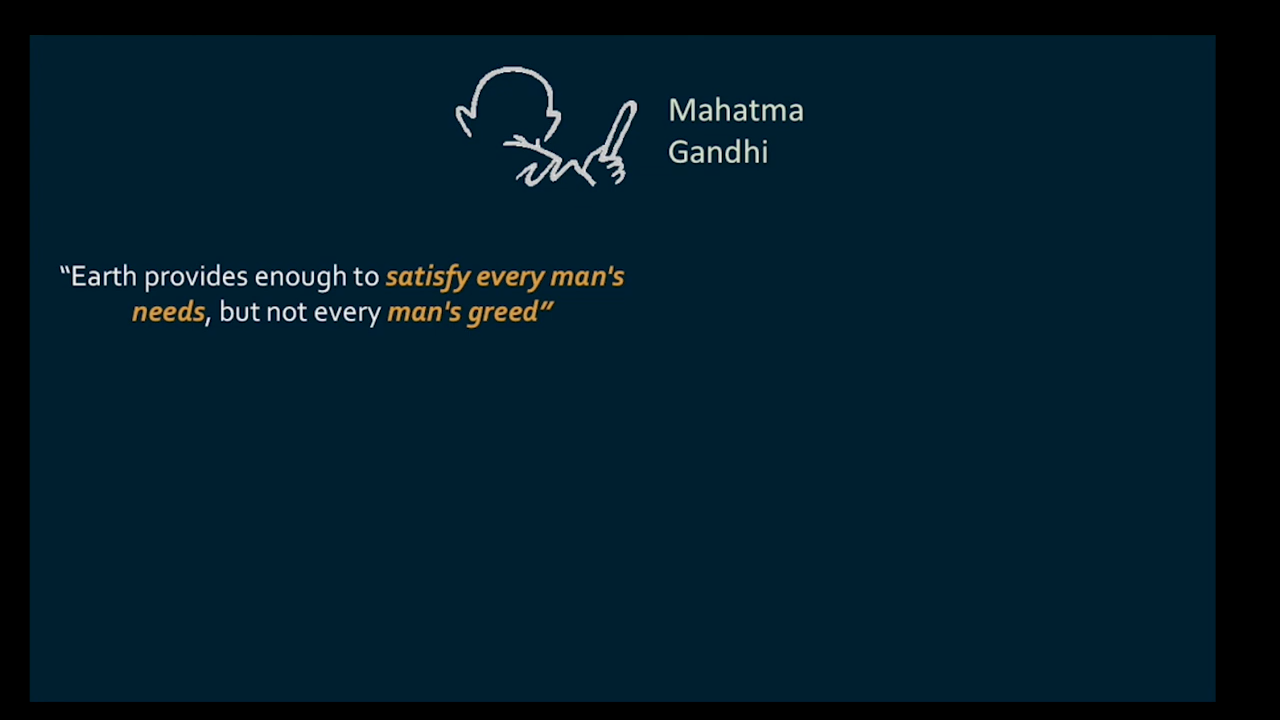 Mahatma
Gandhi
“Earth provides enough to satisfy every man's
needs, but not every man's greed”